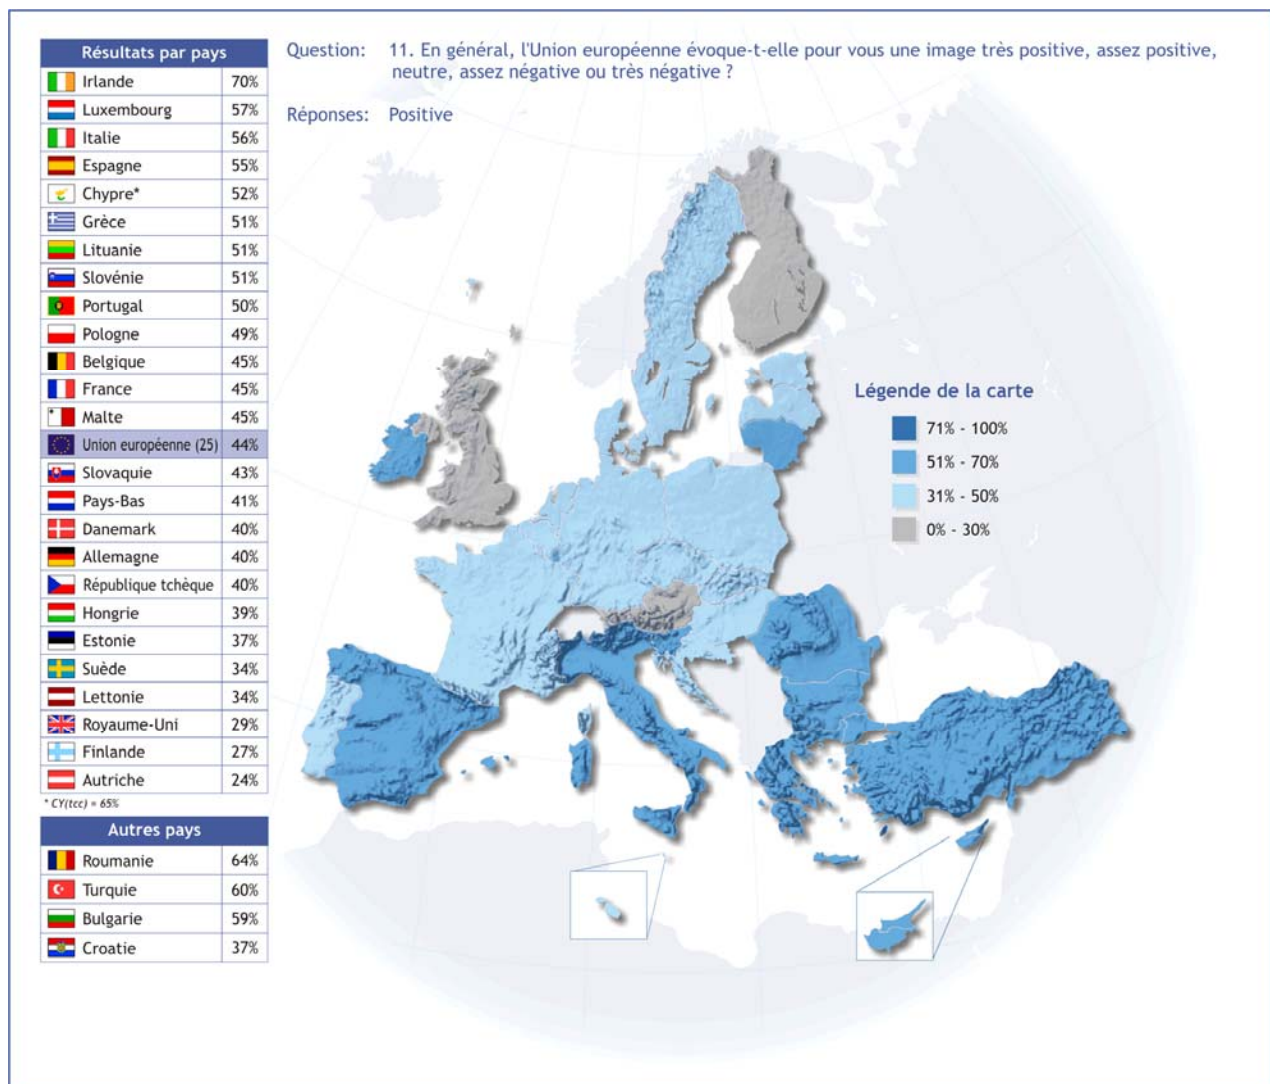 Résultats par pays
Irlande 70%
Luxembourg 57%
Italie 56%
Espagne 55%
Chypre* 52%
Grèce 51%
Lituanie 51%
Slovénie 51%
Portugal 50%
Pologne 49%
Belgique 45%
France 45%
Malte 45%
Union européenne (25) 44%
Slovaquie 43%
Pays-Bas 41%
Danemark 40%
Allemagne 40%
République tchèque 40%
Hongrie 39%
Estonie 37%
Suède 34%
Lettonie 34%
Royaume-Uni 29%
Finlande 27%
Autriche 24%
* CY(tcc) = 65%
Autres pays
Roumanie 64%
Turquie 60%
Bulgarie 59%
Croatie 37%
Question: 11. En général, l'Union européenne évoque-t-elle pour vous une image très positive, assez positive,
neutre, assez négative ou très négative ?
Réponses: Positive
Légende de la carte
71% - 100%
51% - 70%
31% - 50%
0% - 30%